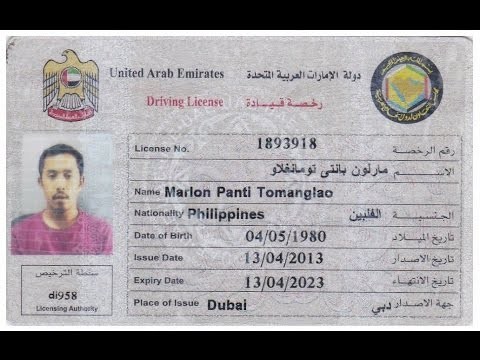 United Arab Emirates دولة الإمارات العربية المتحدة
Driving License رخصة قيادة
License No. 1893918 رقم الرخصة
مارلون بانتى تومانغلاو الاسم
Name Marlon Panti Tomanglao
Nationality Philippines الفلبين الجنسية
Date of Birth 04/05/1980 تاريخ الميلاد
Issue Date 13/04/2013 تاريخ الاصدار
Expiry Date 13/04/2023 تاريخ الانتهاء
Place of Issue Dubai دبي جهة الاصدار
سلطة الترخيص
di958
Licensing Authority